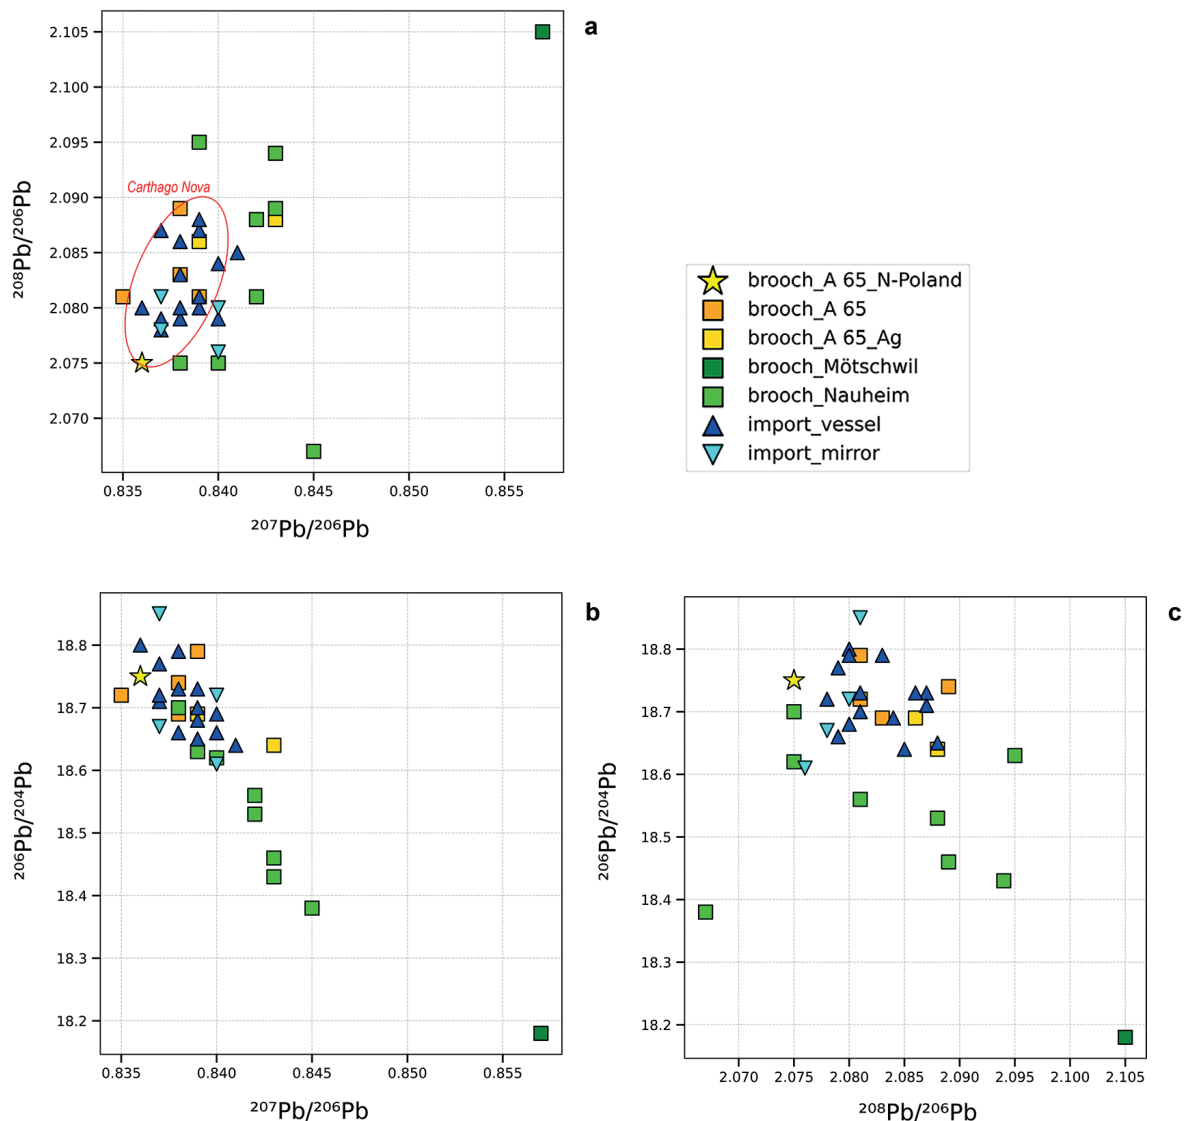 a
2.105
2.100
2.095
2.090
2.085
2.080
2.075
2.070
²⁰⁸Pb/²⁰⁶Pb
Carthago Nova
0.835 0.840 0.845 0.850 0.855
²⁰⁷Pb/²⁰⁶Pb
brooch_A 65_N-Poland
brooch_A 65
brooch_A 65_Ag
brooch_Mötschwil
brooch_Nauheim
import_vessel
import_mirror
b
18.8
18.7
18.6
18.5
18.4
18.3
18.2
²⁰⁶Pb/²⁰⁴Pb
0.835 0.840 0.845 0.850 0.855
²⁰⁷Pb/²⁰⁶Pb
c
18.8
18.7
18.6
18.5
18.4
18.3
18.2
²⁰⁶Pb/²⁰⁴Pb
2.070 2.075 2.080 2.085 2.090 2.095 2.100 2.105
²⁰⁸Pb/²⁰⁶Pb